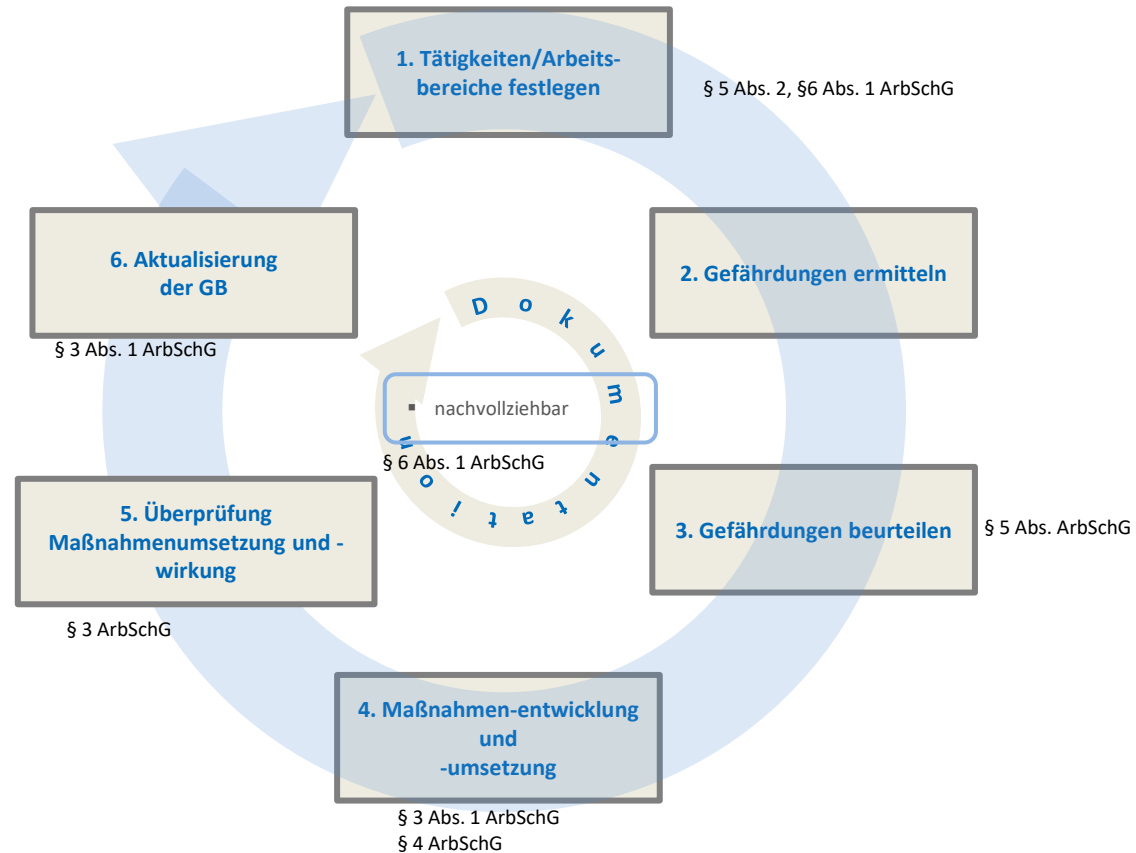 1. Tätigkeiten/Arbeits-
bereiche festlegen
§ 5 Abs. 2, §6 Abs. 1 ArbSchG
2. Gefährdungen ermitteln
3. Gefährdungen beurteilen
§ 5 Abs. ArbSchG
4. Maßnahmen-entwicklung
und
-umsetzung
§ 3 Abs. 1 ArbSchG
§ 4 ArbSchG
5. Überprüfung
Maßnahmenumsetzung und -
wirkung
§ 3 ArbSchG
6. Aktualisierung
der GB
§ 3 Abs. 1 ArbSchG
Dokumentation
▪ nachvollziehbar
§ 6 Abs. 1 ArbSchG